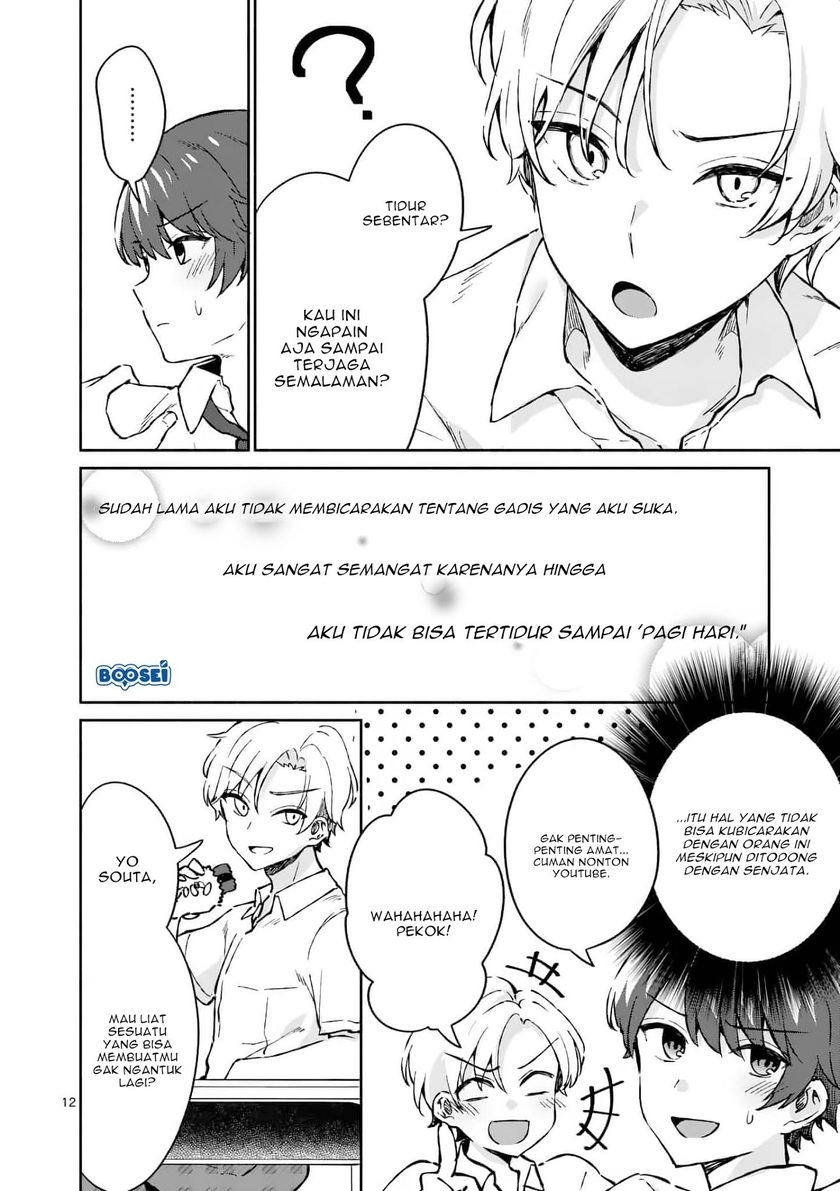 ?
TIDUR
SEBENTAR?
KAU INI
NGAPAIN
AJA SAMPAI
TERJAGA
SEMALAMAN?
.........
SUDAH LAMA AKU TIDAK MEMBICARAKAN TENTANG GADIS YANG AKU SUKA.
AKU SANGAT SEMANGAT KARENANYA HINGGA
AKU TIDAK BISA TERTIDUR SAMPAI 'PAGI HARI."
BOOSEI
...ITU HAL YANG TIDAK
BISA KUBICARAKAN
DENGAN ORANG INI
MESKIPUN DITODONG
DENGAN SENJATA.
GAK PENTING-
PENTING AMAT...
CUMAN NONTON
YOUTUBE.
WAHAHAHAHA!
PEKOK!
YO
SOUTA,
MAU LIAT
SESUATU
YANG BISA
MEMBUATMU
GAK NGANTUK
LAGI?
12